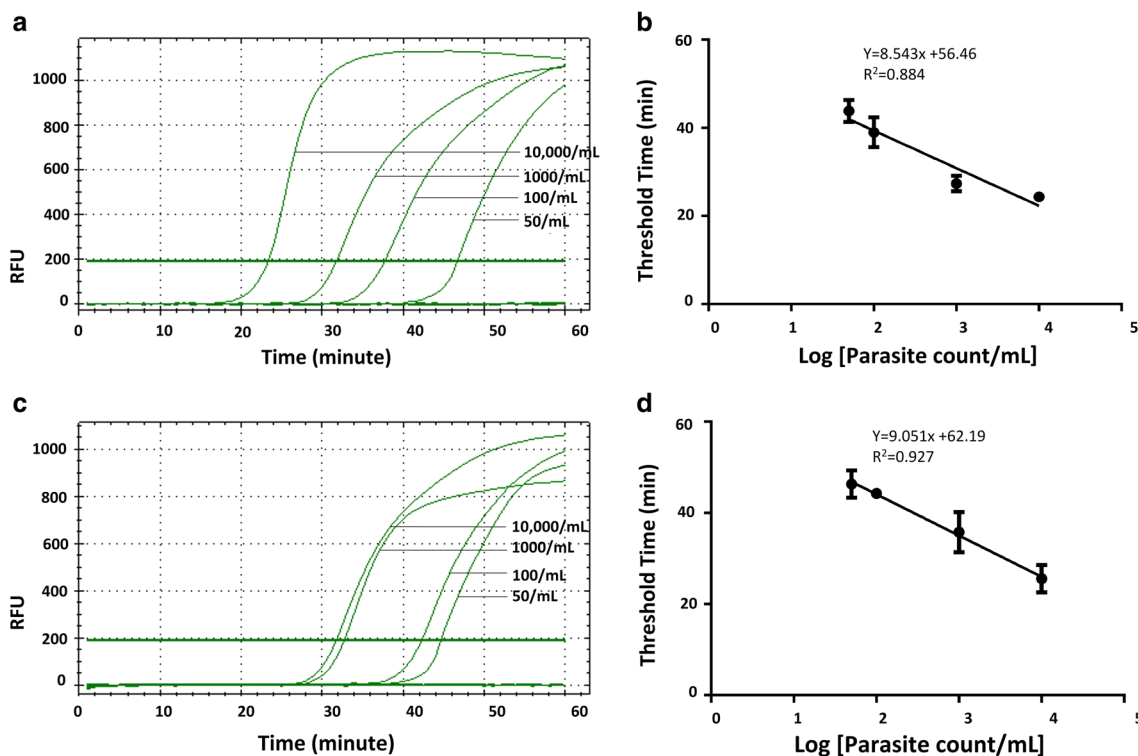 a
RFU
1000
800
600
400
200
0
10,000/mL
1000/mL
100/mL
50/mL
0 10 20 30 40 50 60
Time (minute)
b
Threshold Time (min)
60
40
20
0
Y=8.543x +56.46
R²=0.884
0 1 2 3 4 5
Log [Parasite count/mL]
c
RFU
1000
800
600
400
200
0
10,000/mL
1000/mL
100/mL
50/mL
0 10 20 30 40 50 60
Time (minute)
d
Threshold Time (min)
60
40
20
0
Y=9.051x +62.19
R²=0.927
0 1 2 3 4 5
Log [Parasite count/mL]